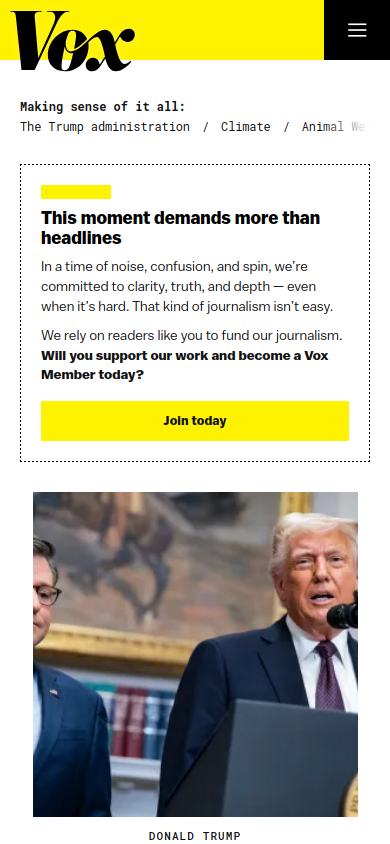 Vox
Making sense of it all:
The Trump administration / Climate / Animal We
This moment demands more than
headlines
In a time of noise, confusion, and spin, we're
committed to clarity, truth, and depth — even
when it's hard. That kind of journalism isn't easy.
We rely on readers like you to fund our journalism.
Will you support our work and become a Vox
Member today?
Join today
DONALD TRUMP